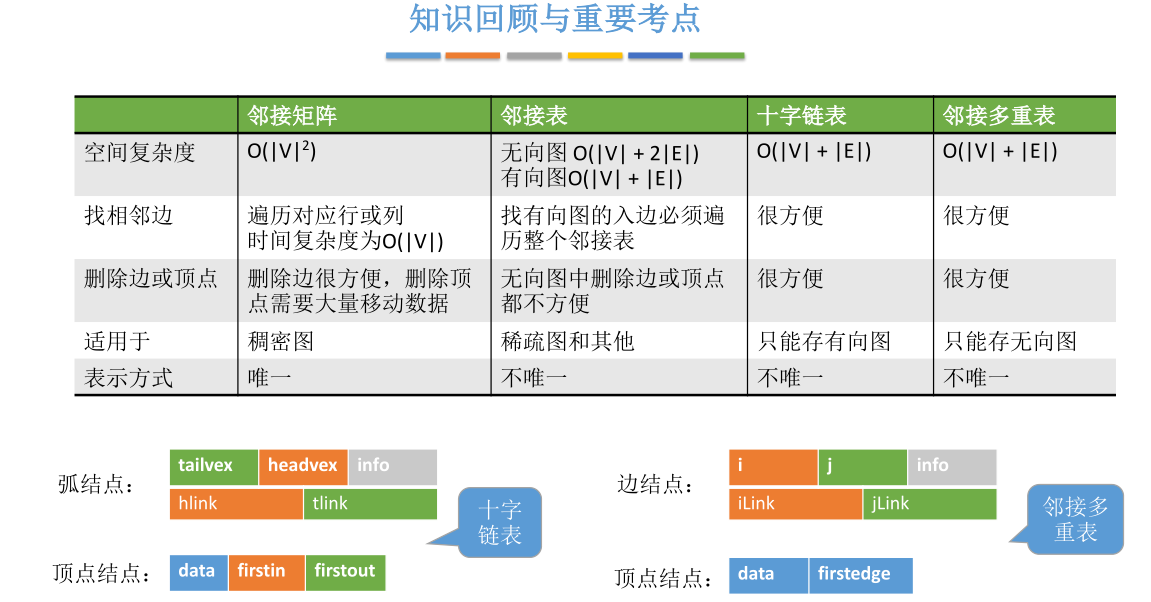 知识回顾与重要考点
邻接矩阵 邻接表 十字链表 邻接多重表
空间复杂度 O(|V|²) 无向图 O(|V| + 2|E|) O(|V| + |E|) O(|V| + |E|)
有向图O(|V| + |E|)
找相邻边 遍历对应行或列 找有向图的入边必须遍 很方便 很方便
时间复杂度为O(|V|) 历整个邻接表
删除边或顶点 删除边很方便，删除顶 无向图中删除边或顶点 很方便 很方便
点需要大量移动数据 都不方便
适用于 稠密图 稀疏图和其他 只能存有向图 只能存无向图
表示方式 唯一 不唯一 不唯一 不唯一
弧结点： tailvex headvex info
hlink tlink
十字
链表
顶点结点： data firstin firstout
边结点： i j info
iLink jLink
邻接多
重表
顶点结点： data firstedge